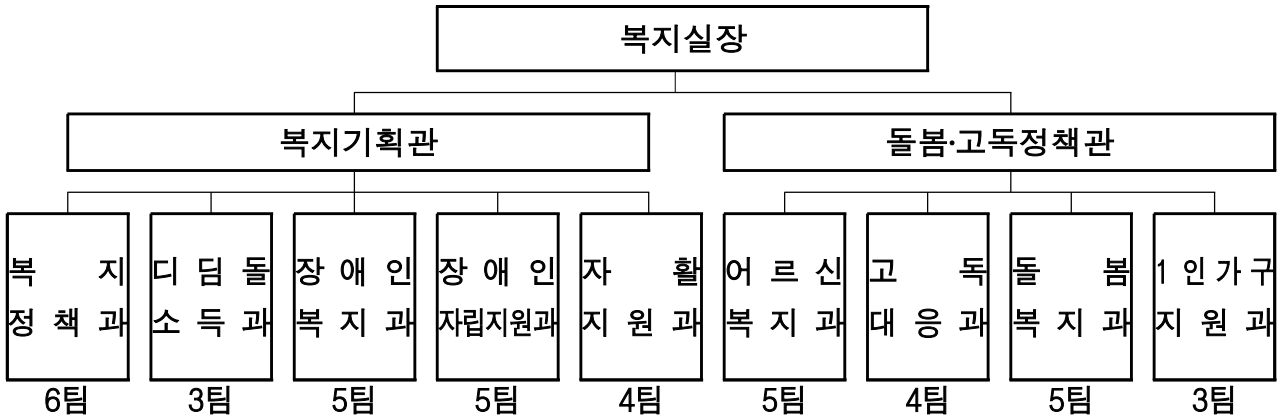 복지실장
복지기획관
돌봄·고독정책관
복지
정책과
디딤돌
소득과
장애인
복지과
장애인
자립지원과
자활
지원과
어르신
복지과
고독
대응과
돌봄
복지과
1인가구
지원과
6팀
3팀
5팀
5팀
4팀
5팀
4팀
5팀
3팀